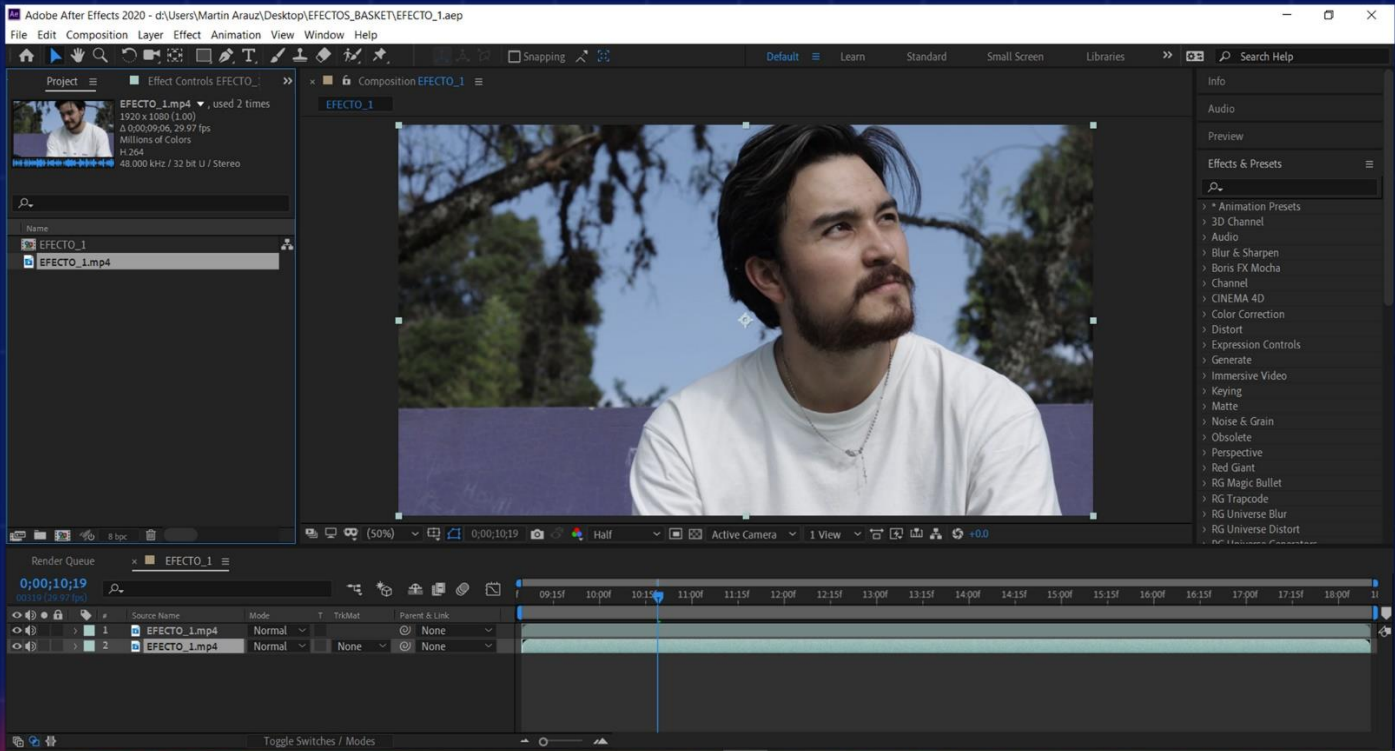 Adobe After Effects 2020 - d:\Users\Martin Arauz\Desktop\EFECTOS_BASKET\EFECTO_1.aep
File Edit Composition Layer Effect Animation View Window Help
Snapping
Default Learn Standard Small Screen Libraries Search Help
Project Effect Controls EFECTO_
Composition EFECTO_1
EFECTO_1
EFECTO_1.mp4 , used 2 times
1920 x 1080 (1.00)
Δ 0;00;09;06, 29.97 fps
Millions of Colors
H.264
48.000 kHz / 32 bit U / Stereo
Name
EFECTO_1
EFECTO_1.mp4
8 bpc
Info
Audio
Preview
Effects & Presets
* Animation Presets
3D Channel
Audio
Blur & Sharpen
Boris FX Mocha
Channel
CINEMA 4D
Color Correction
Distort
Expression Controls
Generate
Immersive Video
Keying
Matte
Noise & Grain
Obsolete
Perspective
Red Giant
RG Magic Bullet
RG Trapcode
RG Universe Blur
RG Universe Distort
(50%) 0;00;10;19 Half Active Camera 1 View +0.0
Render Queue EFECTO_1
0;00;10;19
00319 (29.97 fps)
09:15f 10:00f 10:15f 11:00f 11:15f 12:00f 12:15f 13:00f 13:15f 14:00f 14:15f 15:00f 15:15f 16:00f 16:15f 17:00f 17:15f 18:00f
# Source Name Mode T TrkMat Parent & Link
1 EFECTO_1.mp4 Normal None
2 EFECTO_1.mp4 Normal None None
Toggle Switches / Modes